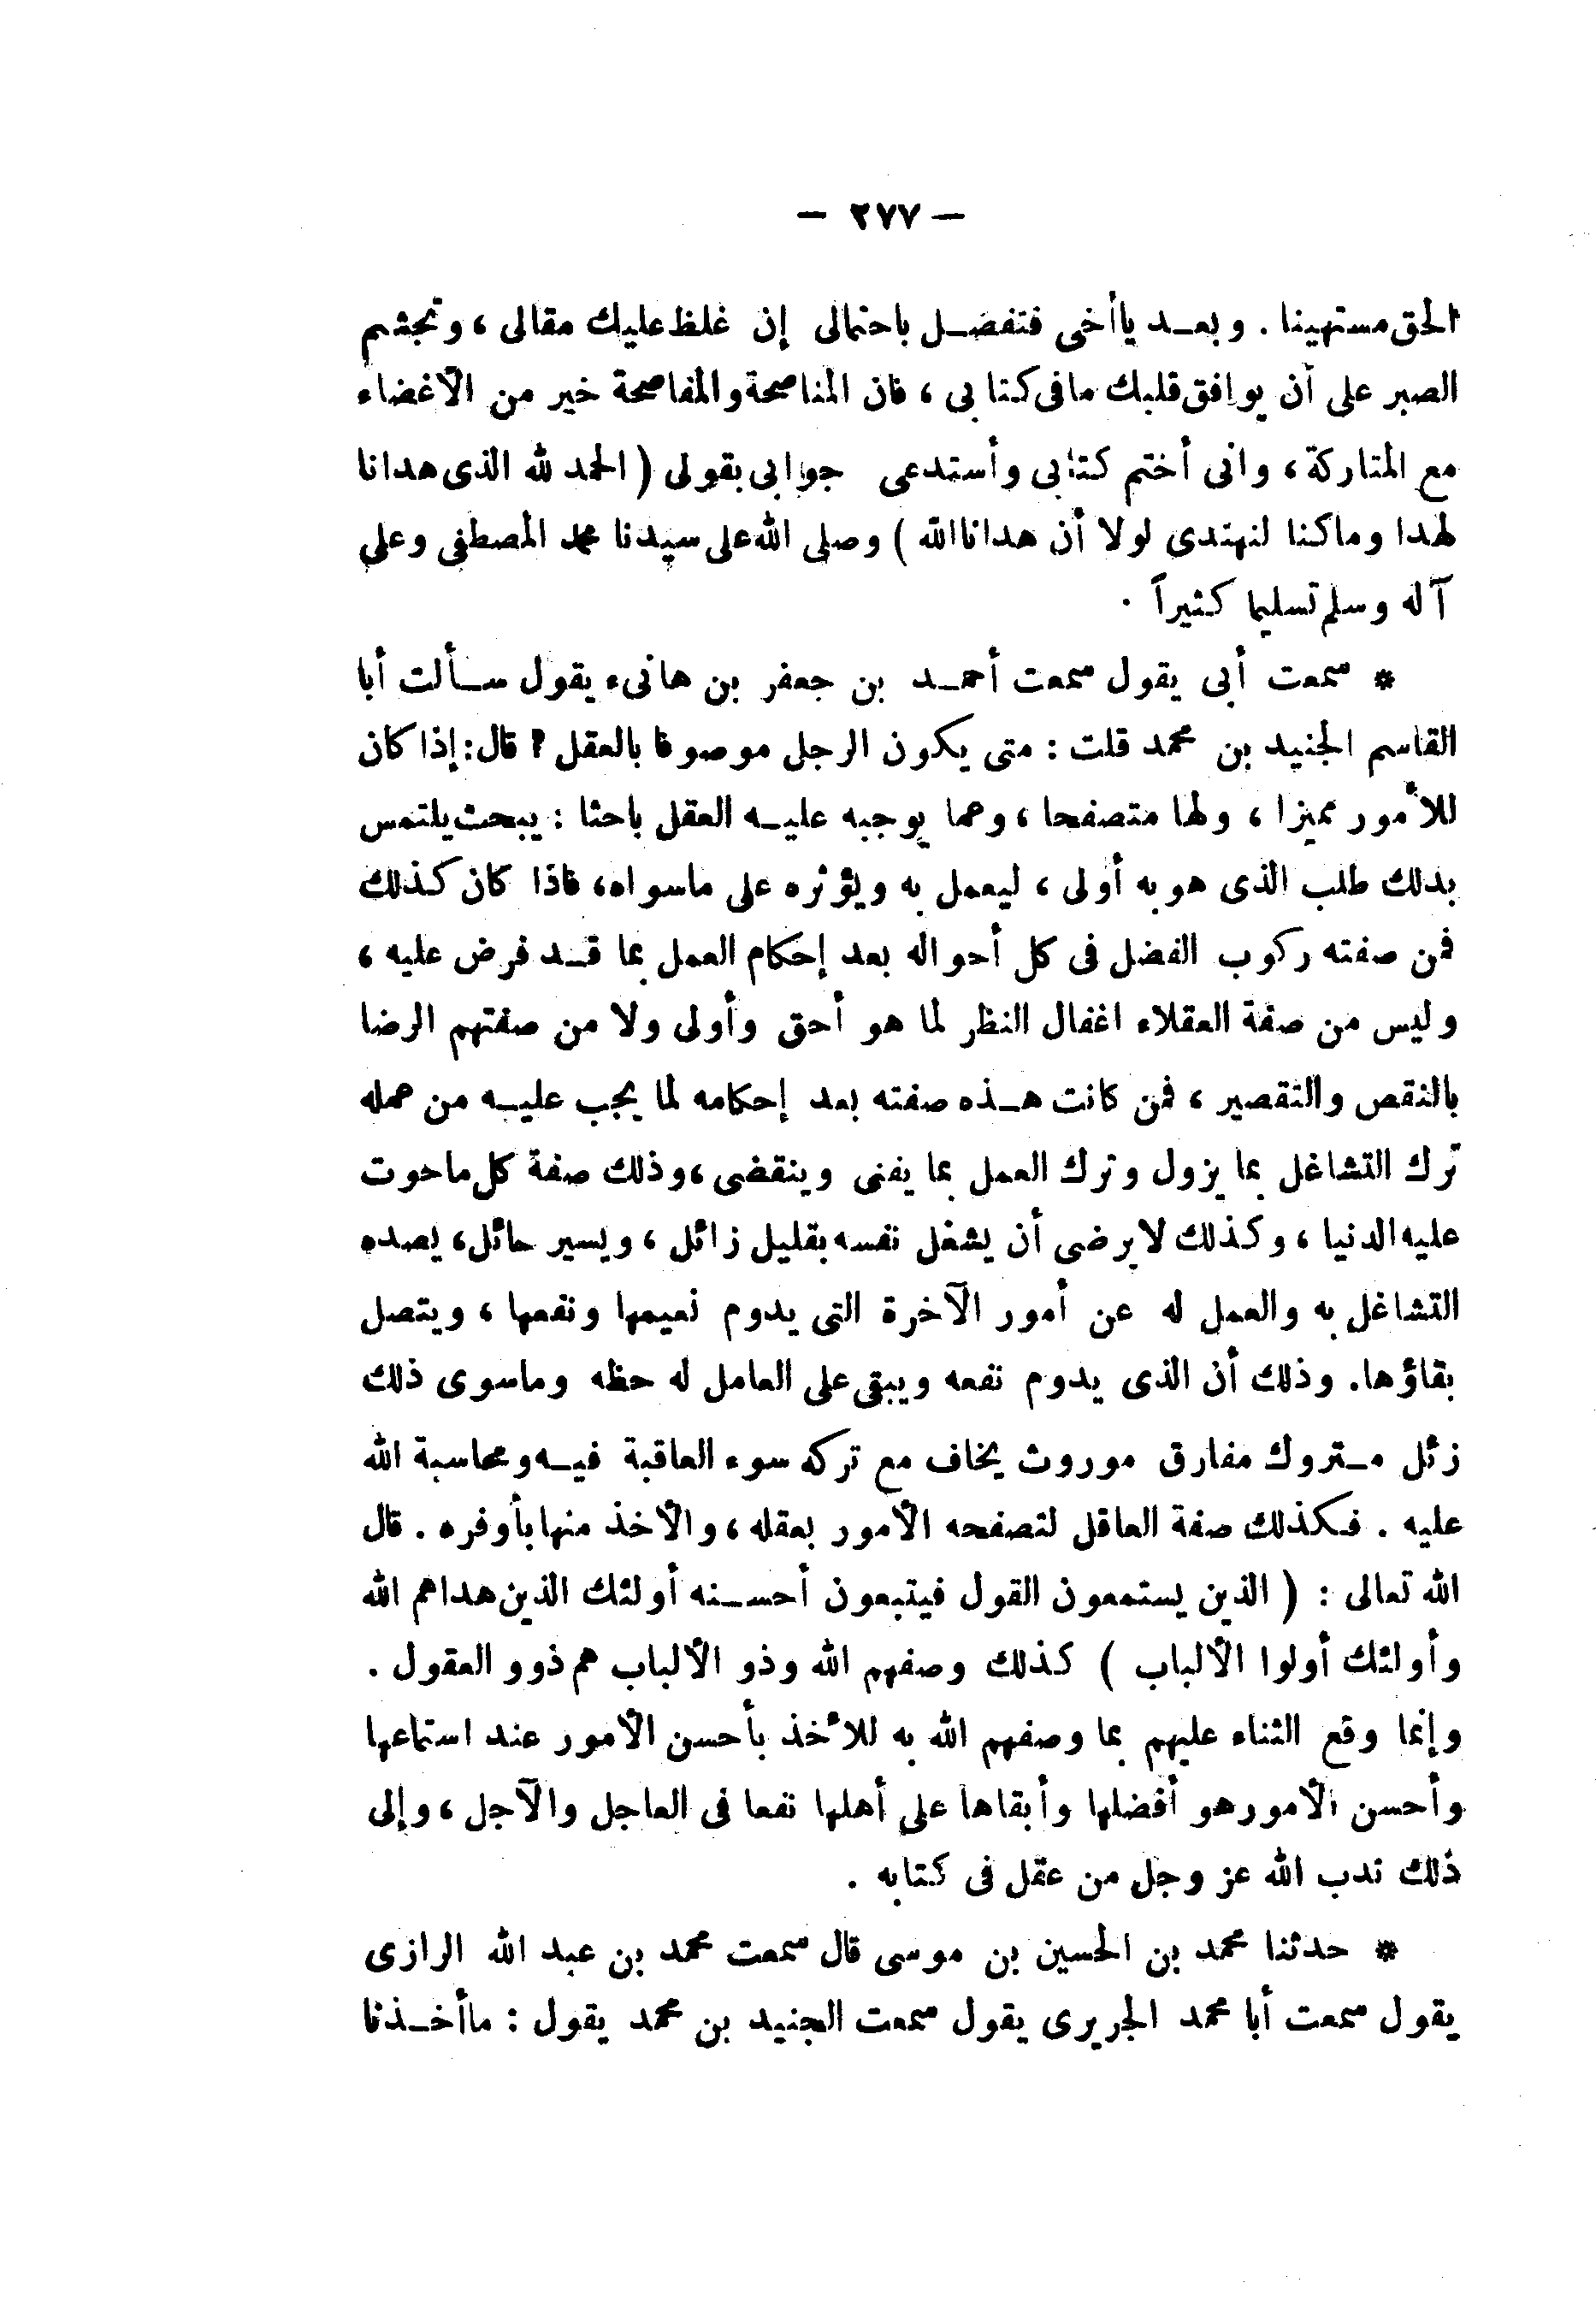 — ٢٧٧ —
الحق مستهينا . وبعد ياأخى فتفضل باحتمالى إن غلظ عليك مقالى ، وتجشم
الصبر على أن يوافق قلبك مافى كتابى ، فان المناصحة والمفاصحة خير من الاغضاء
مع المتاركة ، وانى أختم كتابى وأستدعى جوابى بقولى ( الحمد لله الذى هدانا
لهذا وما كنا لنهتدى لولا أن هدانا الله ) وصلى الله على سيدنا محمد المصطفى وعلى
آله وسلم تسليما كثيراً .
* سمعت أبى يقول سمعت أحمد بن جعفر بن هانىء يقول سألت أبا
القاسم الجنيد بن محمد قلت : متى يكون الرجل موصوفا بالعقل ؟ قال : إذا كان
للأمور مميزا ، ولها متصفحا ، وعما يوجبه عليه العقل باحثا : يبحث يلتمس
بذلك طلب الذى هو به أولى ، ليعمل به ويؤثره على ماسواه ، فاذا كان كذلك
فمن صفته ركوب الفضل فى كل أحواله بعد إحكام العمل بما قد فرض عليه ،
وليس من صفة العقلاء اغفال النظر لما هو أحق وأولى ولا من صفتهم الرضا
بالنقص والتقصير ، فمن كانت هذه صفته بعد إحكامه لما يجب عليه من عمله
ترك التشاغل بما يزول وترك العمل بما يفنى وينقضى ، وذلك صفة كل ماحوت
عليه الدنيا ، وكذلك لا يرضى أن يشغل نفسه بقليل زائل ، ويسير حائل ، يصده
التشاغل به والعمل له عن أمور الآخرة التى يدوم نعيمها ونفعها ، ويتصل
بقاؤها . وذلك أن الذى يدوم نفعه ويبقى على العامل له حظه وماسوى ذلك
زئل متروك مفارق موروث يخاف مع تركه سوء العاقبة فيه ومحاسبة الله
عليه . فكذلك صفة العاقل لتصفحه الأمور بعقله ، والأخذ منها بأوفره . قال
الله تعالى : ( الذين يستمعون القول فيتبعون أحسنه أولئك الذين هداهم الله
وأولئك أولوا الألباب ) كذلك وصفهم الله وذو الألباب هم ذوو العقول .
وإنما وقع الثناء عليهم بما وصفهم الله به للأخذ بأحسن الأمور عند استماعها
وأحسن الأمور هو أفضلها وأبقاها على أهلها نفعا فى العاجل والآجل ، وإلى
ذلك ندب الله عز وجل من عقل فى كتابه .
* حدثنا محمد بن الحسين بن موسى قال سمعت محمد بن عبد الله الرازى
يقول سمعت أبا محمد الجريرى يقول سمعت الجنيد بن محمد يقول : ماأخذنا